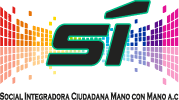 SÍ
SOCIAL INTEGRADORA CIUDADANA MANO CON MANO A.C